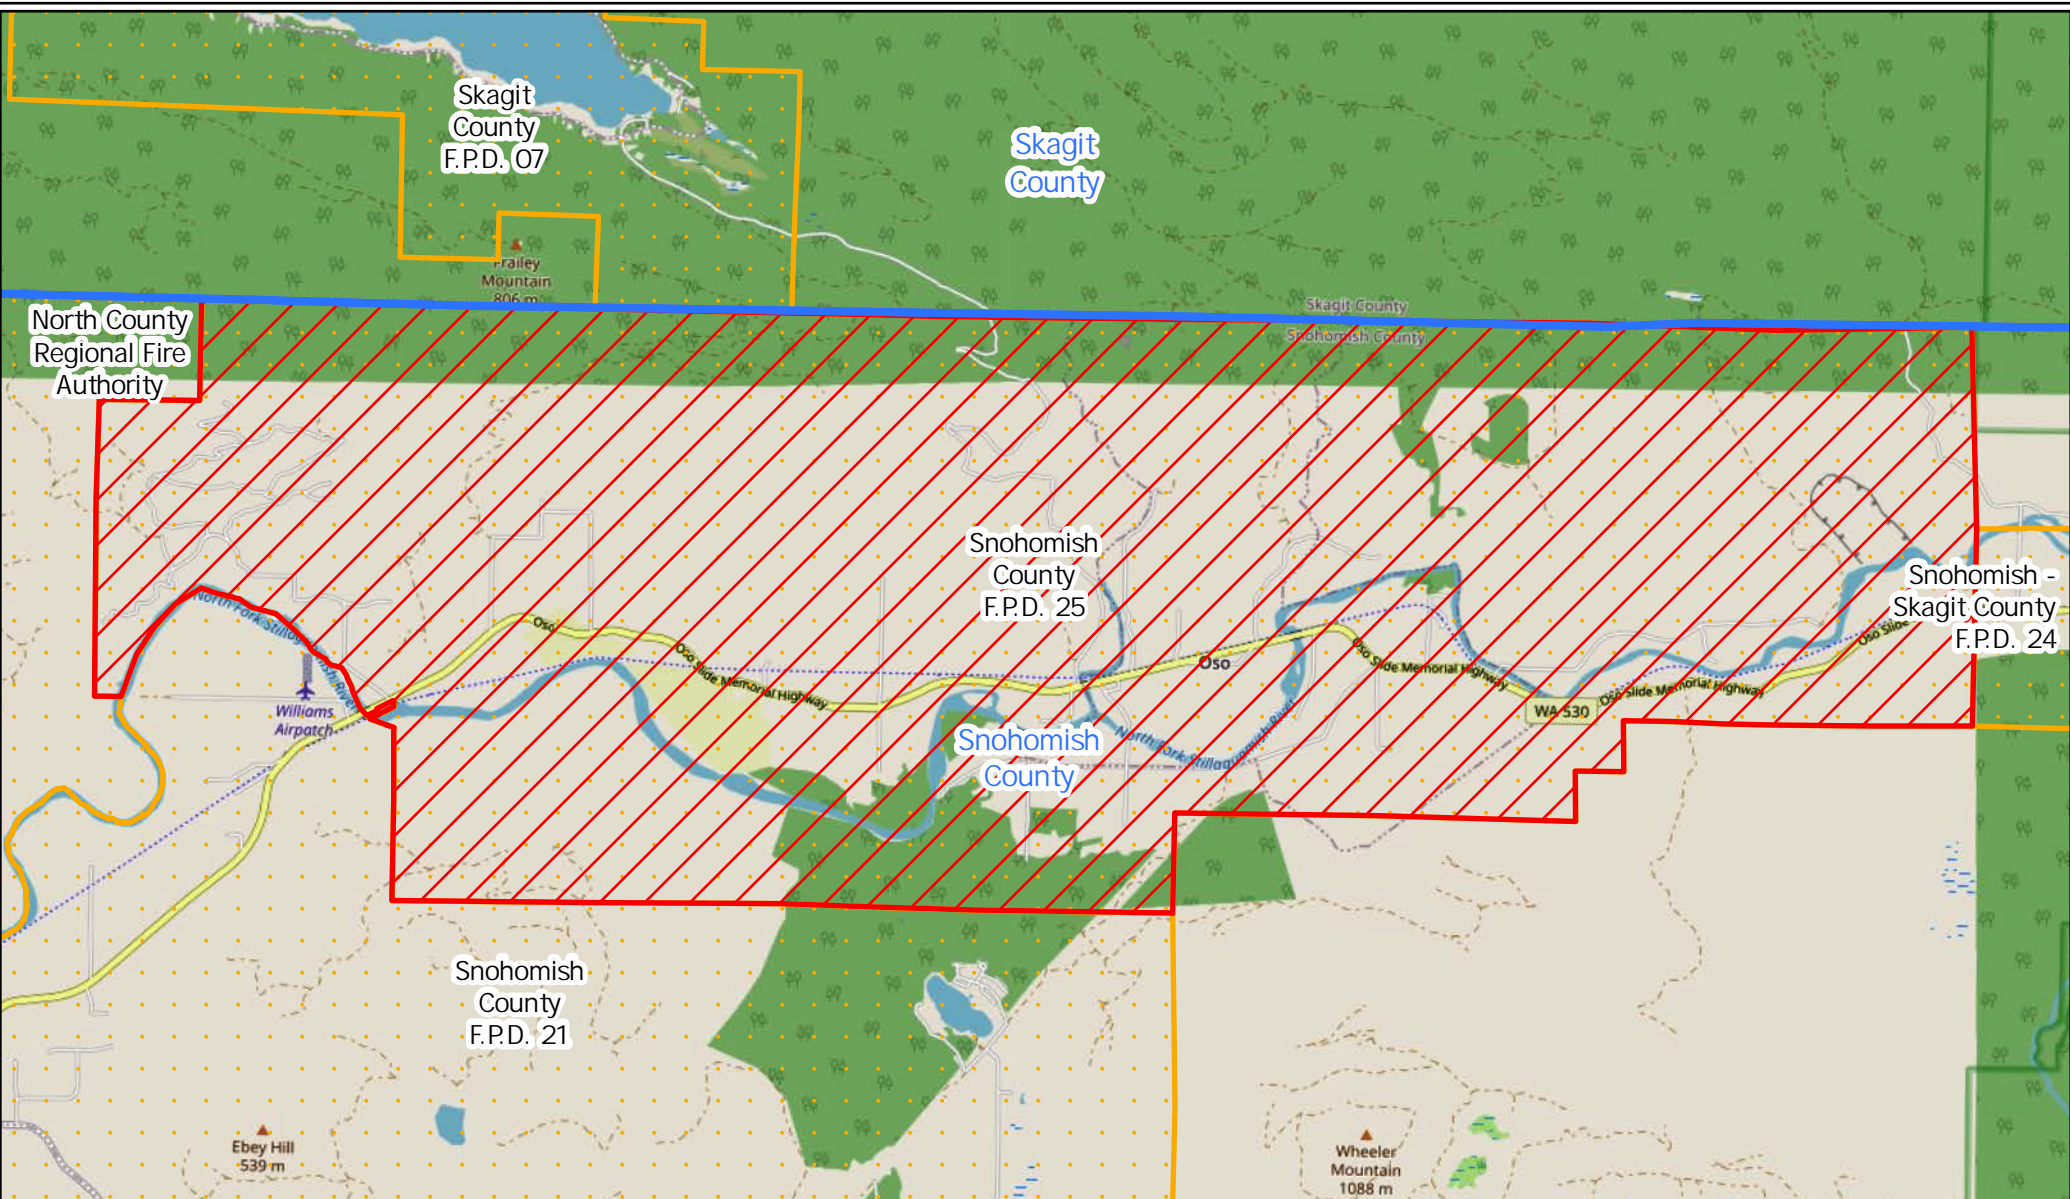 Skagit
County
F.P.D. 07
Skagit
County
Frailey
Mountain
806 m
Skagit County
Snohomish County
North County
Regional Fire
Authority
Snohomish
County
F.P.D. 25
Snohomish -
Skagit County
F.P.D. 24
North Fork Stillaguamish River
Oso
Oso Slide Memorial Highway
Oso
Oso Slide Memorial Highway
Oso Slide Memorial Highway
Oso Slide
WA 530
Williams
Airpatch
Snohomish
County
North Fork Stillaguamish River
Snohomish
County
F.P.D. 21
Ebey Hill
539 m
Wheeler
Mountain
1088 m